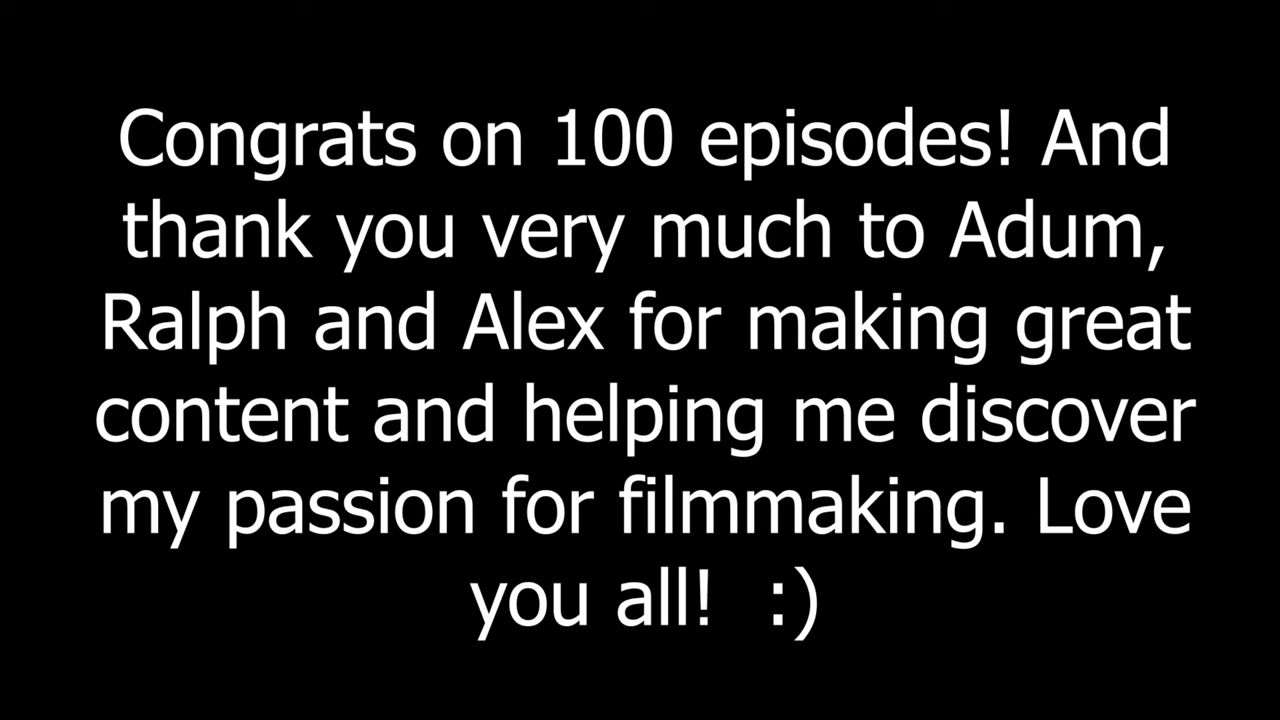 Congrats on 100 episodes! And
thank you very much to Adum,
Ralph and Alex for making great
content and helping me discover
my passion for filmmaking. Love
you all!  :)